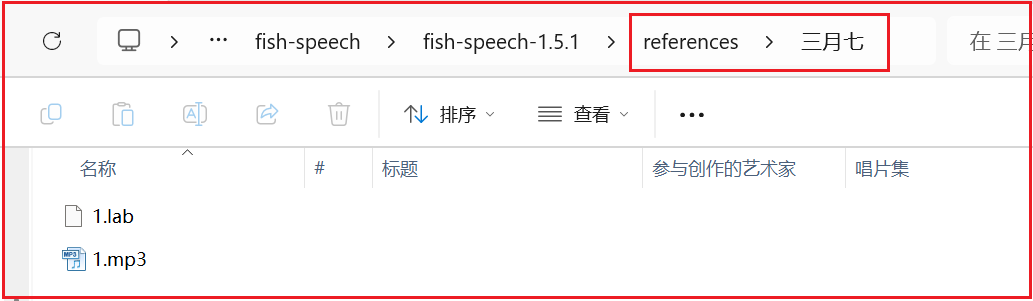 … fish-speech > fish-speech-1.5.1 > references > 三月七 在 三月
排序 查看 …
名称 # 标题 参与创作的艺术家 唱片集
1.lab
MP3 1.mp3